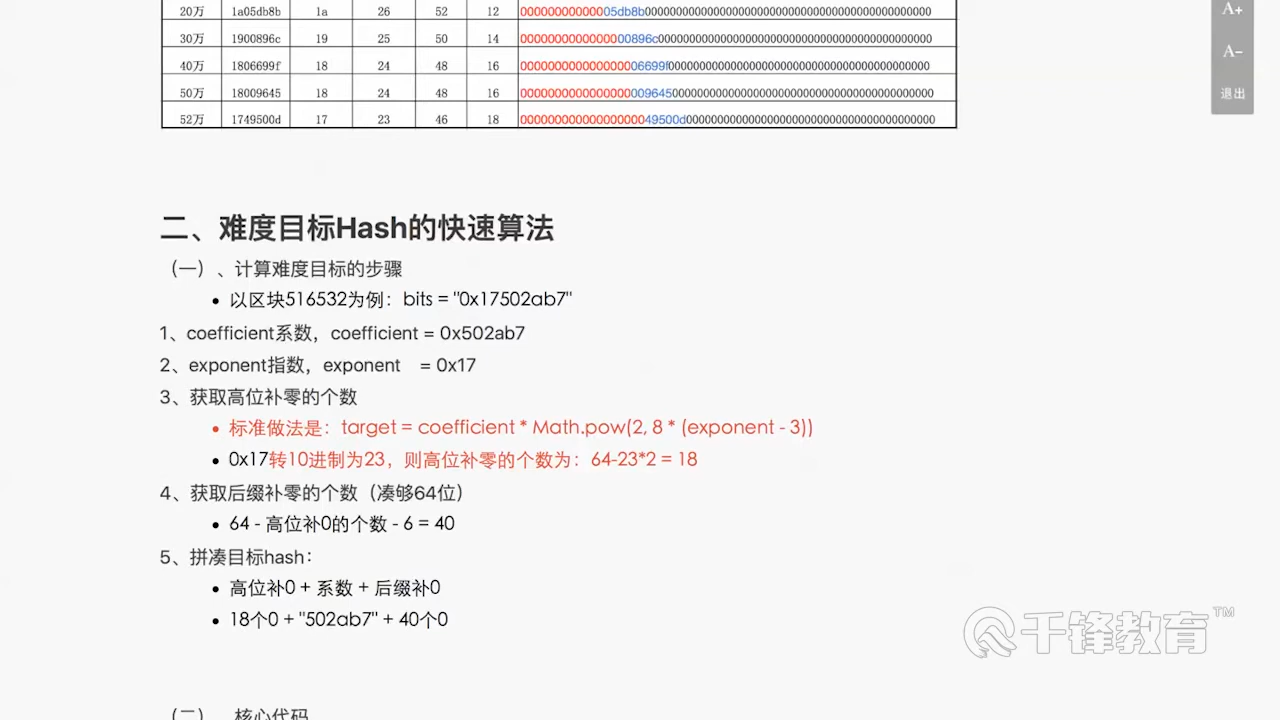 20万 1a05db8b 1a 26 52 12 00000000000005db8b0000000000000000000000000000000000000000000000
30万 1900896c 19 25 50 14 0000000000000000896c00000000000000000000000000000000000000000000
40万 1806699f 18 24 48 16 000000000000000006699f000000000000000000000000000000000000000000
50万 18009645 18 24 48 16 0000000000000000009645000000000000000000000000000000000000000000
52万 1749500d 17 23 46 18 00000000000000000049500d0000000000000000000000000000000000000000
A+
A-
退出
二、难度目标Hash的快速算法
（一）、计算难度目标的步骤
• 以区块516532为例：bits = "0x17502ab7"
1、coefficient系数，coefficient = 0x502ab7
2、exponent指数，exponent = 0x17
3、获取高位补零的个数
• 标准做法是：target = coefficient * Math.pow(2, 8 * (exponent - 3))
• 0x17转10进制为23，则高位补零的个数为：64-23*2 = 18
4、获取后缀补零的个数（凑够64位）
• 64 - 高位补0的个数 - 6 = 40
5、拼凑目标hash：
• 高位补0 + 系数 + 后缀补0
• 18个0 + "502ab7" + 40个0
千锋教育™
（二）、核心代码